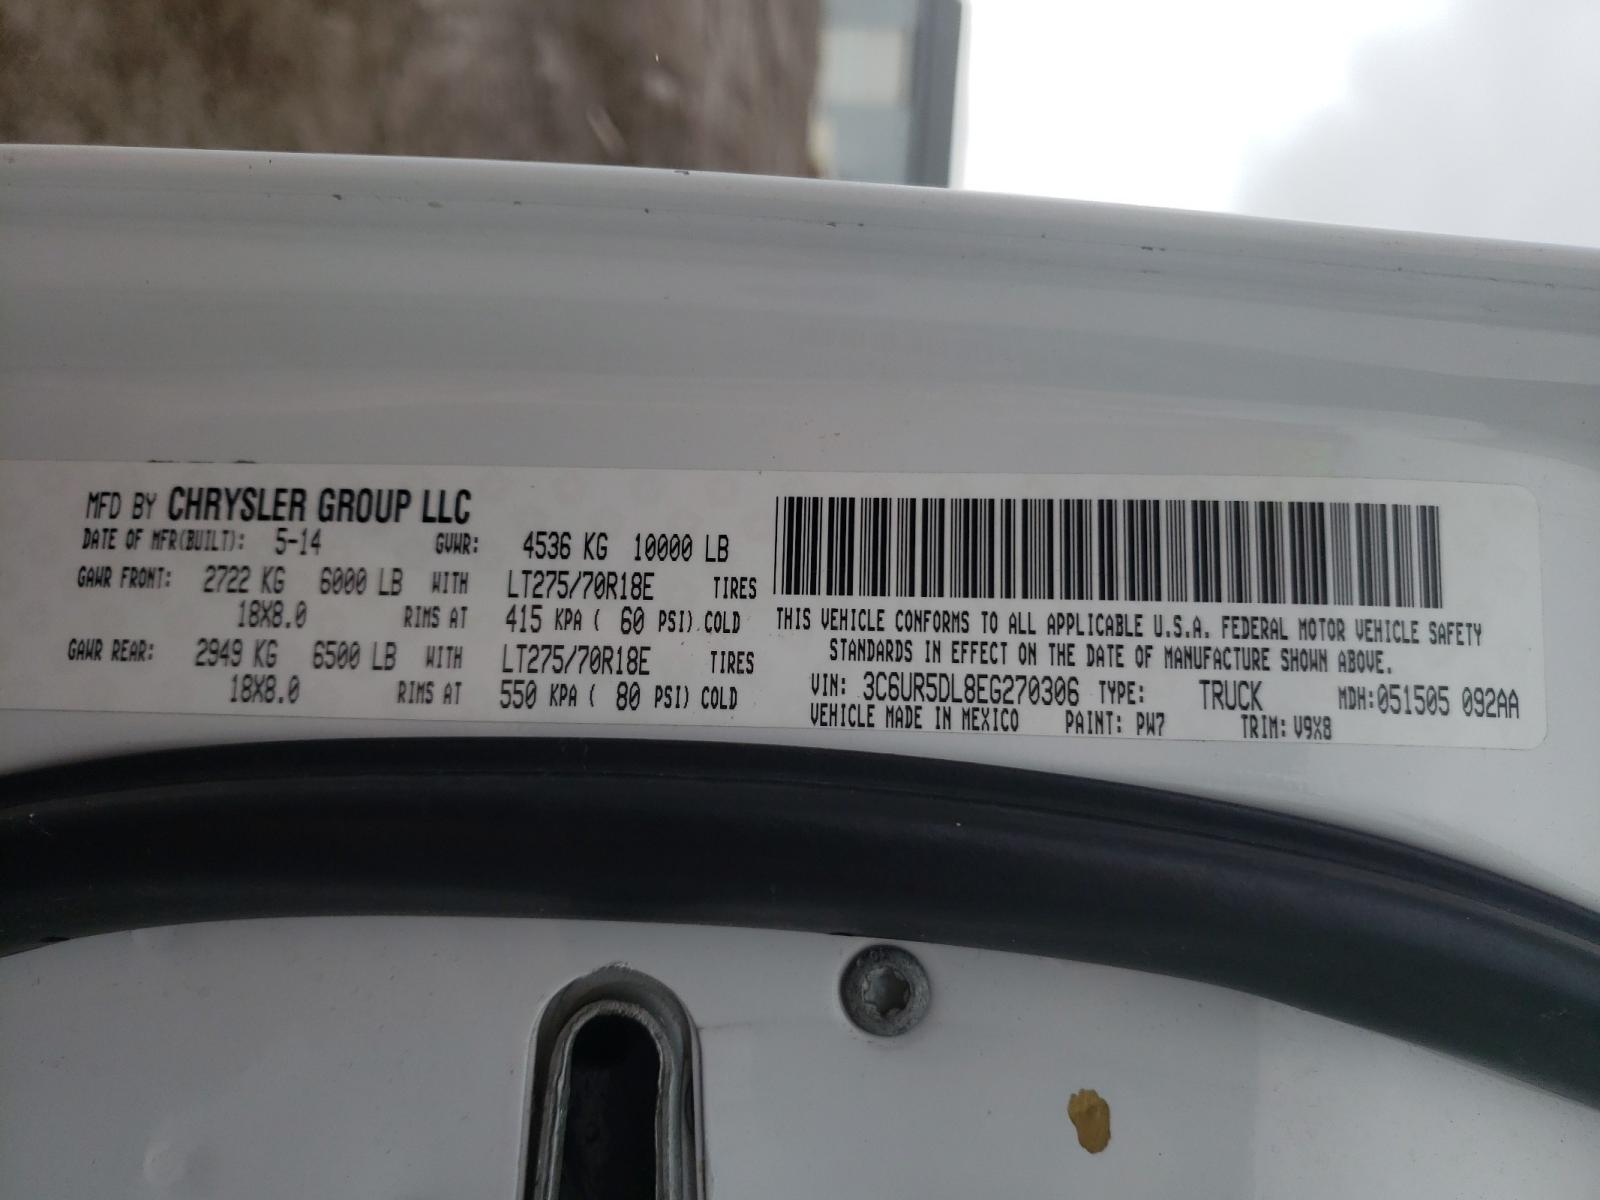 MFD BY CHRYSLER GROUP LLC
DATE OF MFR(BUILT): 5-14 GVWR: 4536 KG 10000 LB
GAWR FRONT: 2722 KG 6000 LB WITH LT275/70R18E TIRES
18X8.0 RIMS AT 415 KPA ( 60 PSI) COLD
GAWR REAR: 2949 KG 6500 LB WITH LT275/70R18E TIRES
18X8.0 RIMS AT 550 KPA ( 80 PSI) COLD
THIS VEHICLE CONFORMS TO ALL APPLICABLE U.S.A. FEDERAL MOTOR VEHICLE SAFETY
STANDARDS IN EFFECT ON THE DATE OF MANUFACTURE SHOWN ABOVE.
VIN: 3C6UR5DL8EG270306 TYPE: TRUCK MDH:051505 092AA
VEHICLE MADE IN MEXICO PAINT: PW7 TRIM: V9X8